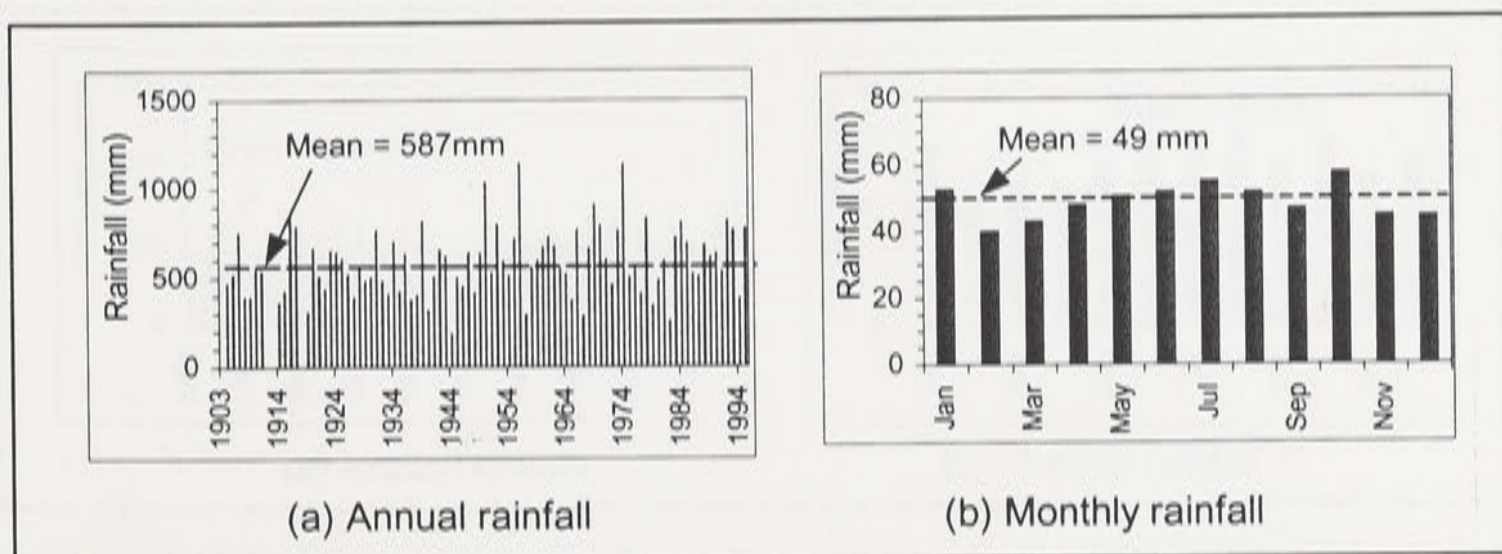 1500
1000
500
0
Rainfall (mm)
Mean = 587mm
1903
1914
1924
1934
1944
1954
1964
1974
1984
1994
(a) Annual rainfall
80
60
40
20
0
Rainfall (mm)
Mean = 49 mm
Jan
Mar
May
Jul
Sep
Nov
(b) Monthly rainfall